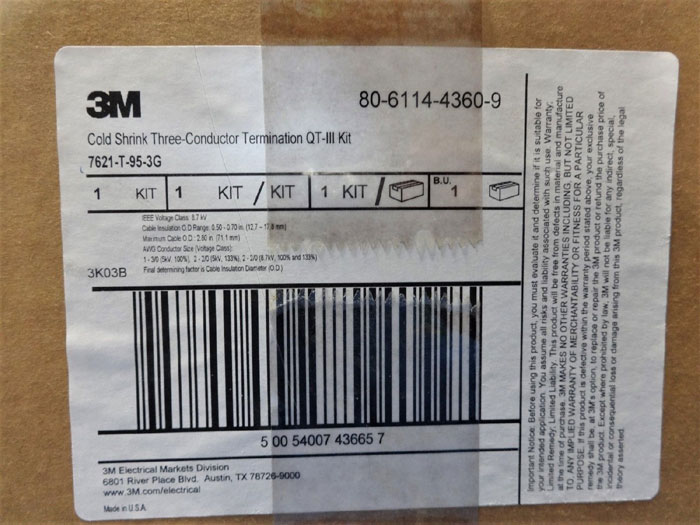 3M
80-6114-4360-9
Cold Shrink Three-Conductor Termination QT-III Kit
7621-T-95-3G
1 KIT 1 KIT / KIT 1 KIT / B.U. 1
IEEE Voltage Class: 8.7 kV
Cable Insulation O.D Range: 0.50 - 0.70 in. (12.7 - 17.8 mm)
Maximum Cable O.D.: 2.80 in. (71.1 mm)
AWG Conductor Size (Voltage Class):
1 - 3/0 (5kV, 100%), 2 - 2/0 (5kV, 133%), 2 - 2/0 (8.7kV, 100% and 133%)
3K03B
Final determining factor is Cable Insulation Diameter (O.D.)
5 00 54007 43665 7
3M Electrical Markets Division
6801 River Place Blvd. Austin, TX 78726-9000
www.3M.com/electrical
Made in U.S.A.
Important Notice: Before using this product, you must evaluate it and determine if it is suitable for
your intended application. You assume all risks and liability associated with such use. Warranty;
Limited Remedy; Limited Liability. This product will be free from defects in material and manufacture
at the time of purchase. 3M MAKES NO OTHER WARRANTIES INCLUDING, BUT NOT LIMITED
TO, ANY IMPLIED WARRANTY OF MERCHANTABILITY OR FITNESS FOR A PARTICULAR
PURPOSE. If this product is defective within the warranty period stated above, your exclusive
remedy shall be, at 3M's option, to replace or repair the 3M product or refund the purchase price of
the 3M product. Except where prohibited by law, 3M will not be liable for any indirect, special,
incidental or consequential loss or damage arising from this 3M product, regardless of the legal
theory asserted.